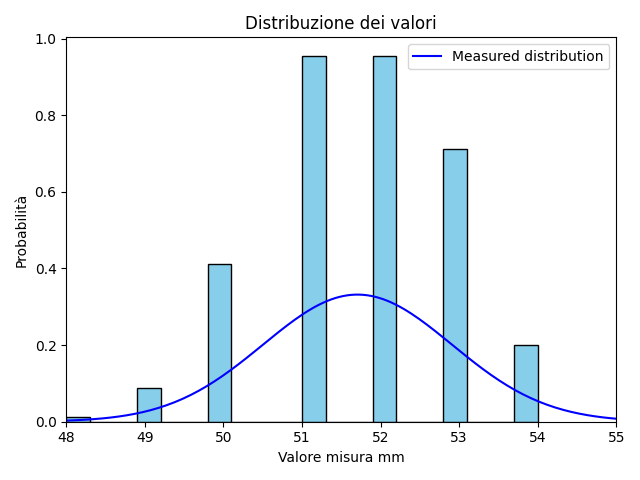 Distribuzione dei valori
Measured distribution
1.0
0.8
0.6
0.4
0.2
0.0
Probabilità
48 49 50 51 52 53 54 55
Valore misura mm